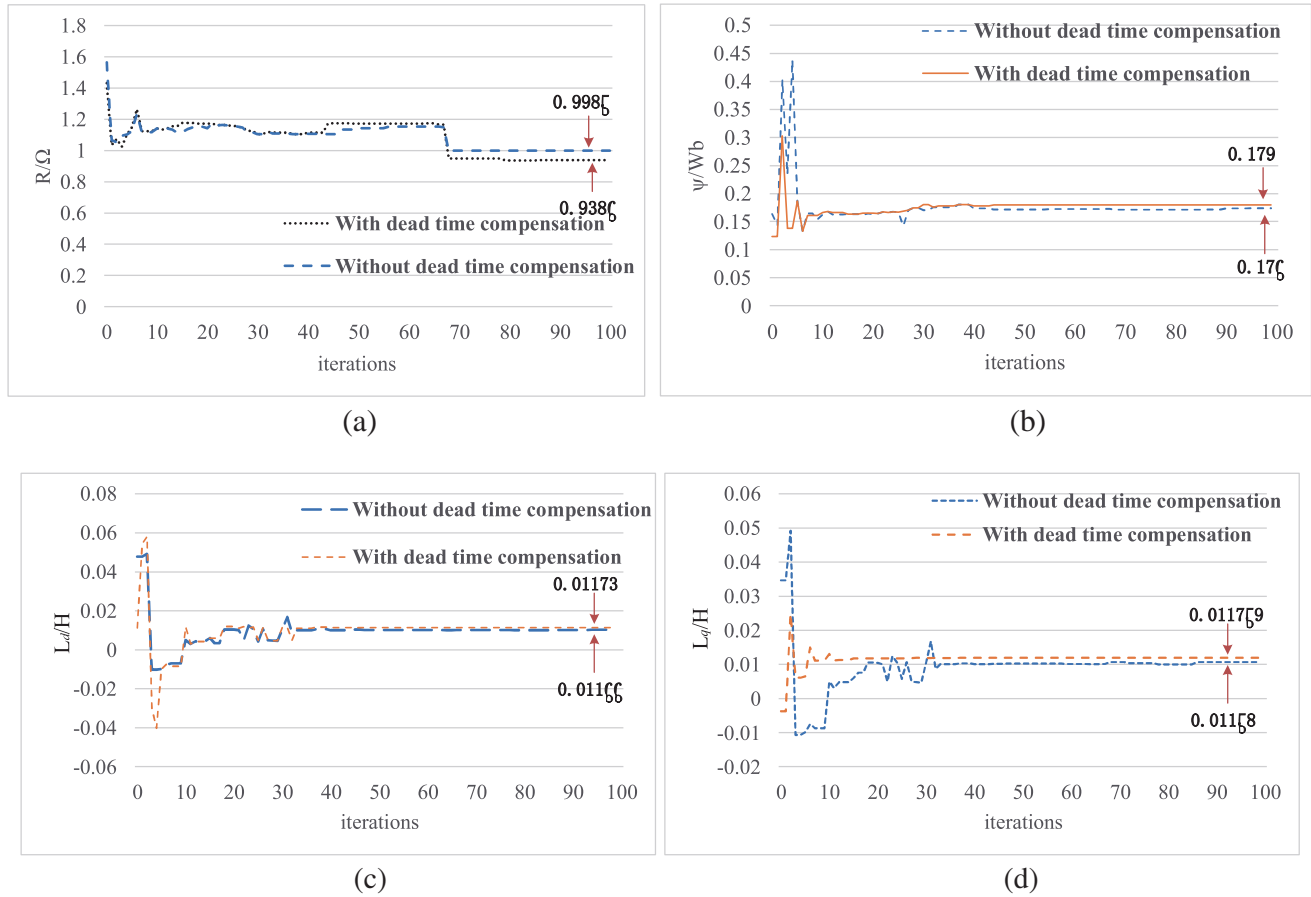 1.8
1.6
1.4
1.2
1
0.8
0.6
0.4
0.2
0
R/Ω
0.998
0.938
With dead time compensation
Without dead time compensation
0 10 20 30 40 50 60 70 80 90 100
iterations
(a)
0.5
0.45
0.4
0.35
0.3
0.25
0.2
0.15
0.1
0.05
0
ψ/Wb
Without dead time compensation
With dead time compensation
0.179
0 10 20 30 40 50 60 70 80 90 100
iterations
(b)
0.08
0.06
0.04
0.02
0
-0.02
-0.04
-0.06
Ld/H
Without dead time compensation
With dead time compensation
0.01173
0 10 20 30 40 50 60 70 80 90 100
iterations
(c)
0.06
0.05
0.04
0.03
0.02
0.01
0
-0.01
-0.02
Lq/H
Without dead time compensation
With dead time compensation
0 10 20 30 40 50 60 70 80 90 100
iterations
(d)